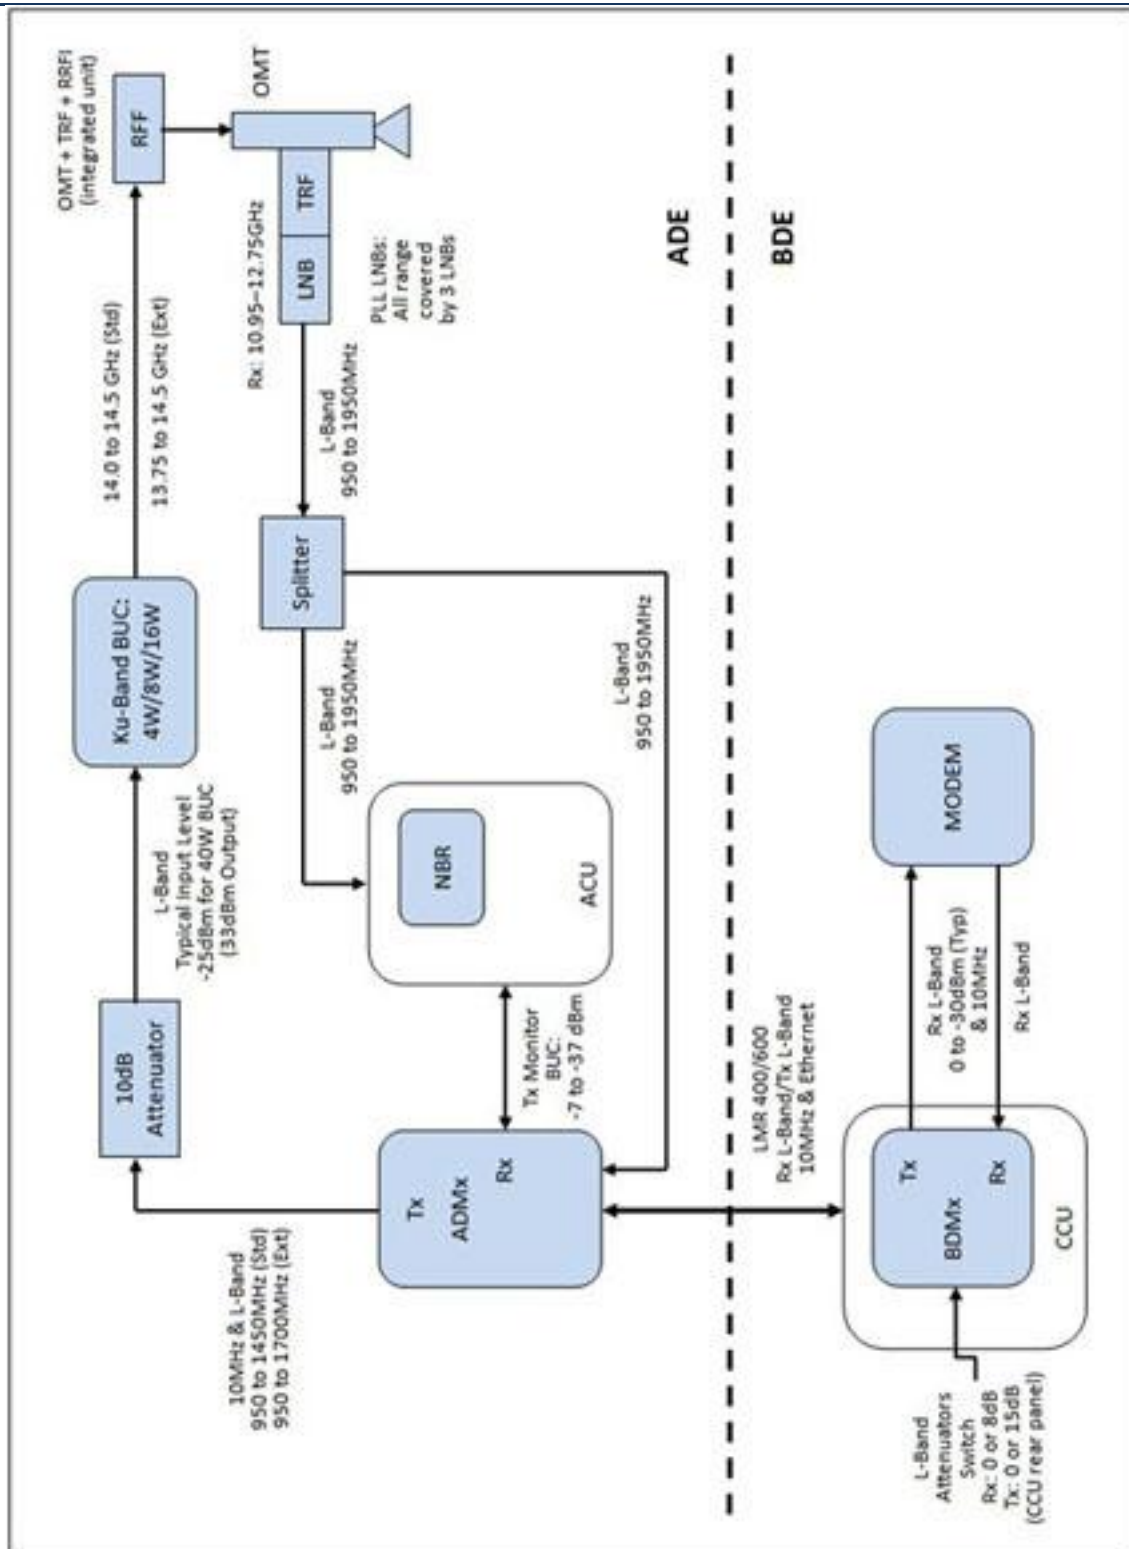 10MHz & L-Band
950 to 1450MHz (Std)
950 to 1700MHz (Ext)
10dB
Attenuator
L-Band
Typical Input Level
-25dBm for 40W BUC
(33dBm Output)
Ku-Band BUC:
4W/8W/16W
14.0 to 14.5 GHz (Std)
13.75 to 14.5 GHz (Ext)
OMT + TRF + RRFI
(integrated unit)
RFF
OMT
Rx: 10.95–12.75GHz
LNB
TRF
PLL LNBs:
All range
covered
by 3 LNBs
L-Band
950 to 1950MHz
Splitter
L-Band
950 to 1950MHz
NBR
ACU
Tx
ADMx
Rx
Tx Monitor
BUC:
-7 to -37 dBm
L-Band
950 to 1950MHz
ADE
BDE
LMR 400/600
Rx L-Band/Tx L-Band
10MHz & Ethernet
L-Band
Attenuators
Switch
Rx: 0 or 8dB
Tx: 0 or 15dB
(CCU rear panel)
Tx
BDMx
Rx
CCU
Rx L-Band
0 to -30dBm (Typ)
& 10MHz
Rx L-Band
MODEM